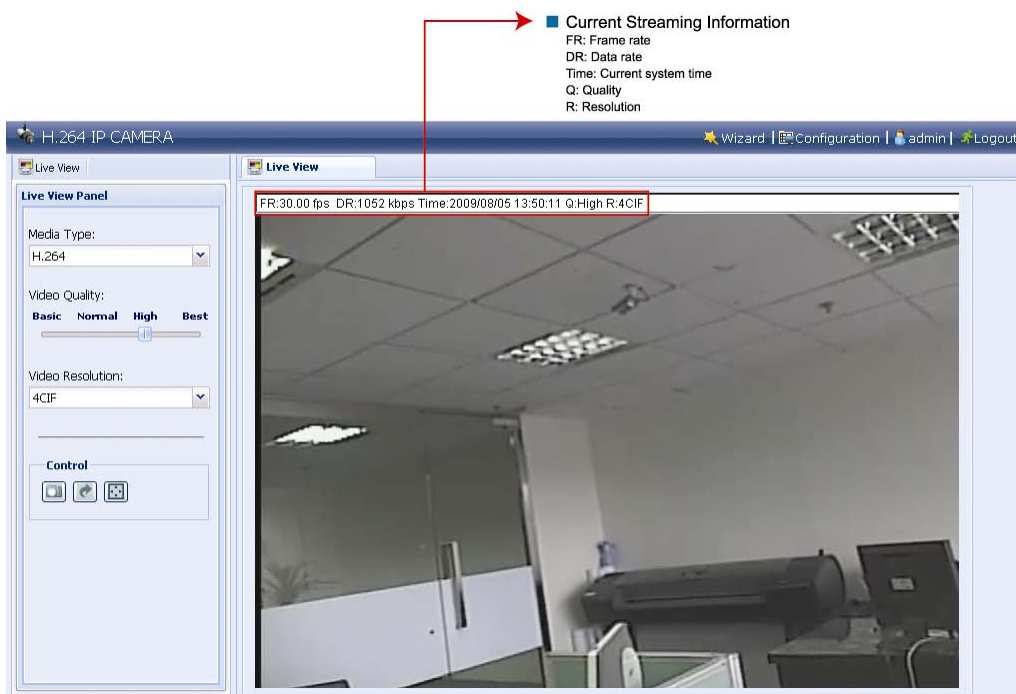 Current Streaming Information
FR: Frame rate
DR: Data rate
Time: Current system time
Q: Quality
R: Resolution
H.264 IP CAMERA
Wizard | Configuration | admin | Logout
Live View
Live View
Live View Panel
FR:30.00 fps DR:1052 kbps Time:2009/08/05 13:50:11 Q:High R:4CIF
Media Type:
H.264
Video Quality:
Basic Normal High Best
Video Resolution:
4CIF
Control